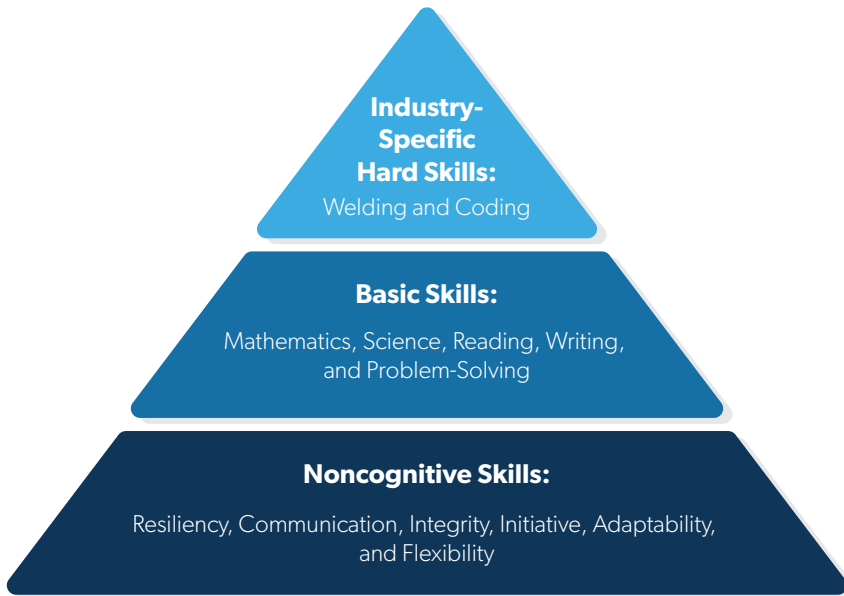 Industry-
Specific
Hard Skills:
Welding and Coding
Basic Skills:
Mathematics, Science, Reading, Writing,
and Problem-Solving
Noncognitive Skills:
Resiliency, Communication, Integrity, Initiative, Adaptability,
and Flexibility